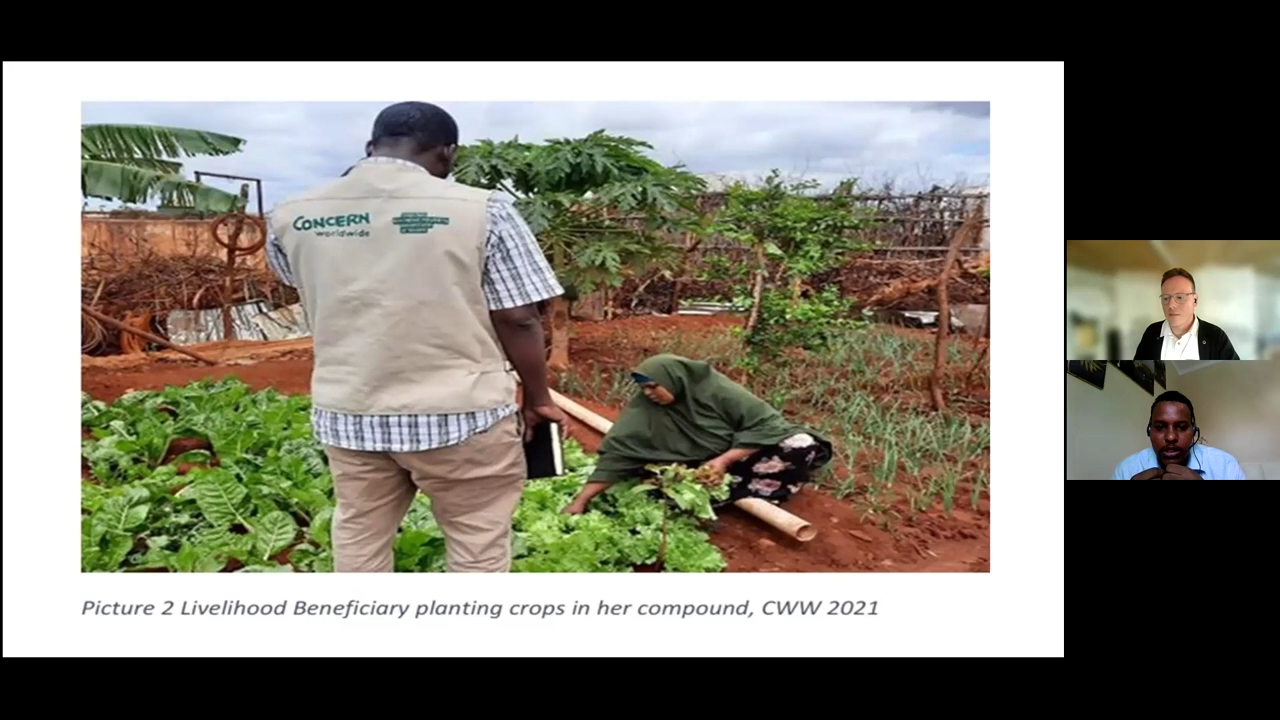 CONCERN
worldwide
Picture 2 Livelihood Beneficiary planting crops in her compound, CWW 2021